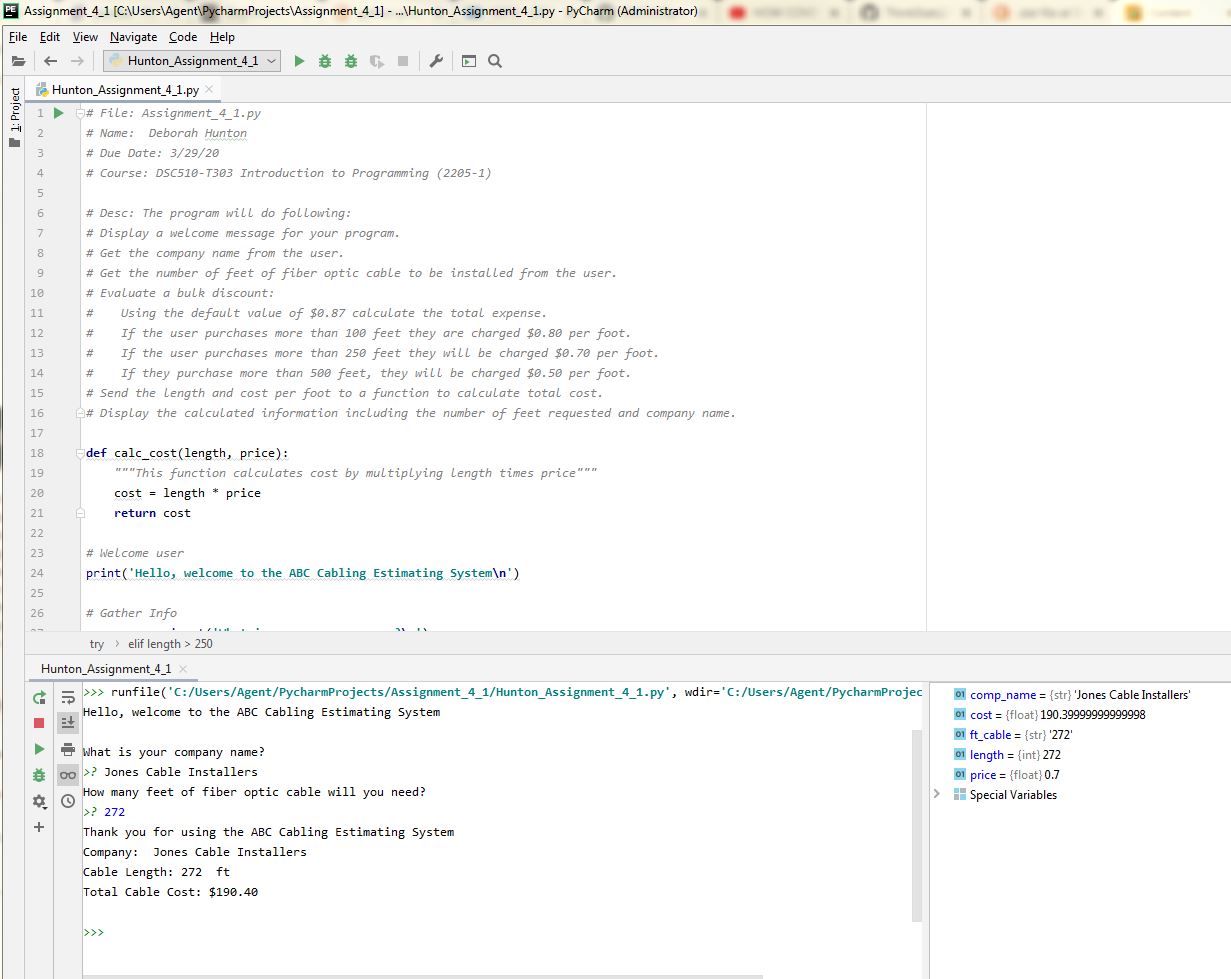 Assignment_4_1 [C:\Users\Agent\PycharmProjects\Assignment_4_1] - ...\Hunton_Assignment_4_1.py - PyCharm (Administrator)
File Edit View Navigate Code Help
Hunton_Assignment_4_1
1: Project
Hunton_Assignment_4_1.py
1 # File: Assignment_4_1.py
2 # Name:  Deborah Hunton
3 # Due Date: 3/29/20
4 # Course: DSC510-T303 Introduction to Programming (2205-1)
5
6 # Desc: The program will do following:
7 # Display a welcome message for your program.
8 # Get the company name from the user.
9 # Get the number of feet of fiber optic cable to be installed from the user.
10 # Evaluate a bulk discount:
11 #    Using the default value of $0.87 calculate the total expense.
12 #    If the user purchases more than 100 feet they are charged $0.80 per foot.
13 #    If the user purchases more than 250 feet they will be charged $0.70 per foot.
14 #    If they purchase more than 500 feet, they will be charged $0.50 per foot.
15 # Send the length and cost per foot to a function to calculate total cost.
16 # Display the calculated information including the number of feet requested and company name.
17
18 def calc_cost(length, price):
19     """This function calculates cost by multiplying length times price"""
20     cost = length * price
21     return cost
22
23 # Welcome user
24 print('Hello, welcome to the ABC Cabling Estimating System\n')
25
26 # Gather Info
try > elif length > 250
Hunton_Assignment_4_1
>>> runfile('C:/Users/Agent/PycharmProjects/Assignment_4_1/Hunton_Assignment_4_1.py', wdir='C:/Users/Agent/PycharmProjec
Hello, welcome to the ABC Cabling Estimating System
What is your company name?
>? Jones Cable Installers
How many feet of fiber optic cable will you need?
>? 272
Thank you for using the ABC Cabling Estimating System
Company:  Jones Cable Installers
Cable Length: 272  ft
Total Cable Cost: $190.40
>>>
01 comp_name = {str} 'Jones Cable Installers'
01 cost = {float} 190.39999999999998
01 ft_cable = {str} '272'
01 length = {int} 272
01 price = {float} 0.7
Special Variables